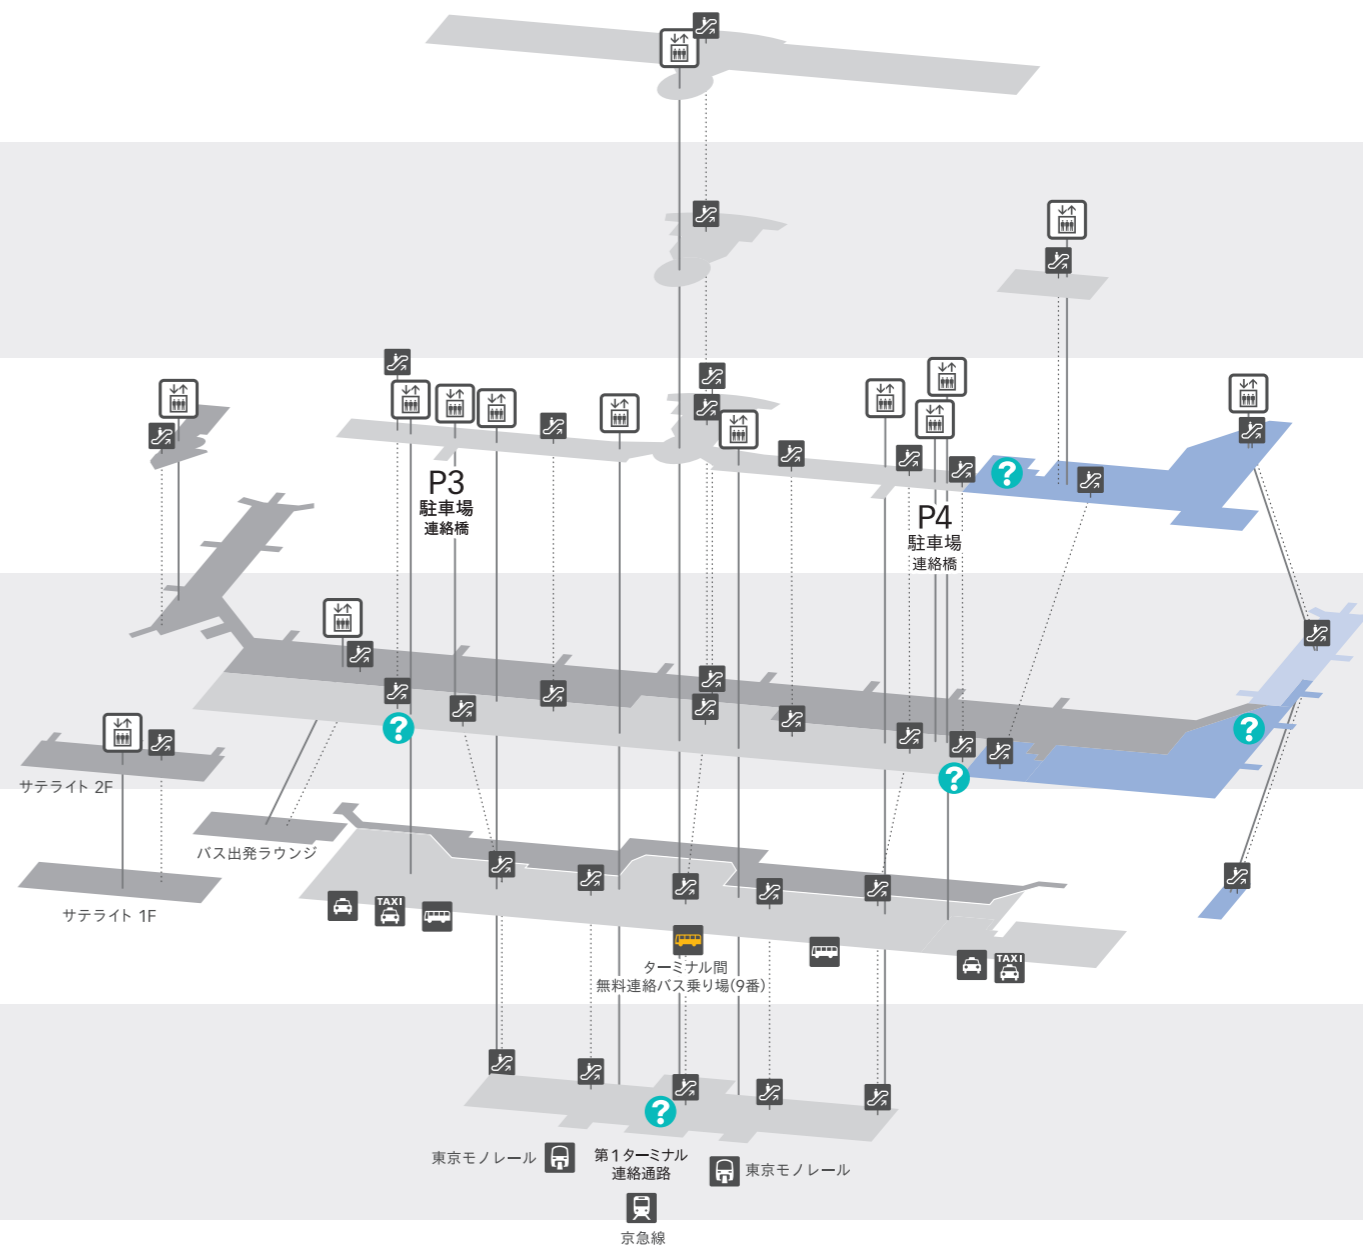 P3
駐車場
連絡橋
P4
駐車場
連絡橋
?
?
?
?
サテライト 2F
バス出発ラウンジ
サテライト 1F
TAXI
ターミナル間
無料連絡バス乗り場(9番)
TAXI
?
東京モノレール
第1ターミナル
連絡通路
東京モノレール
京急線